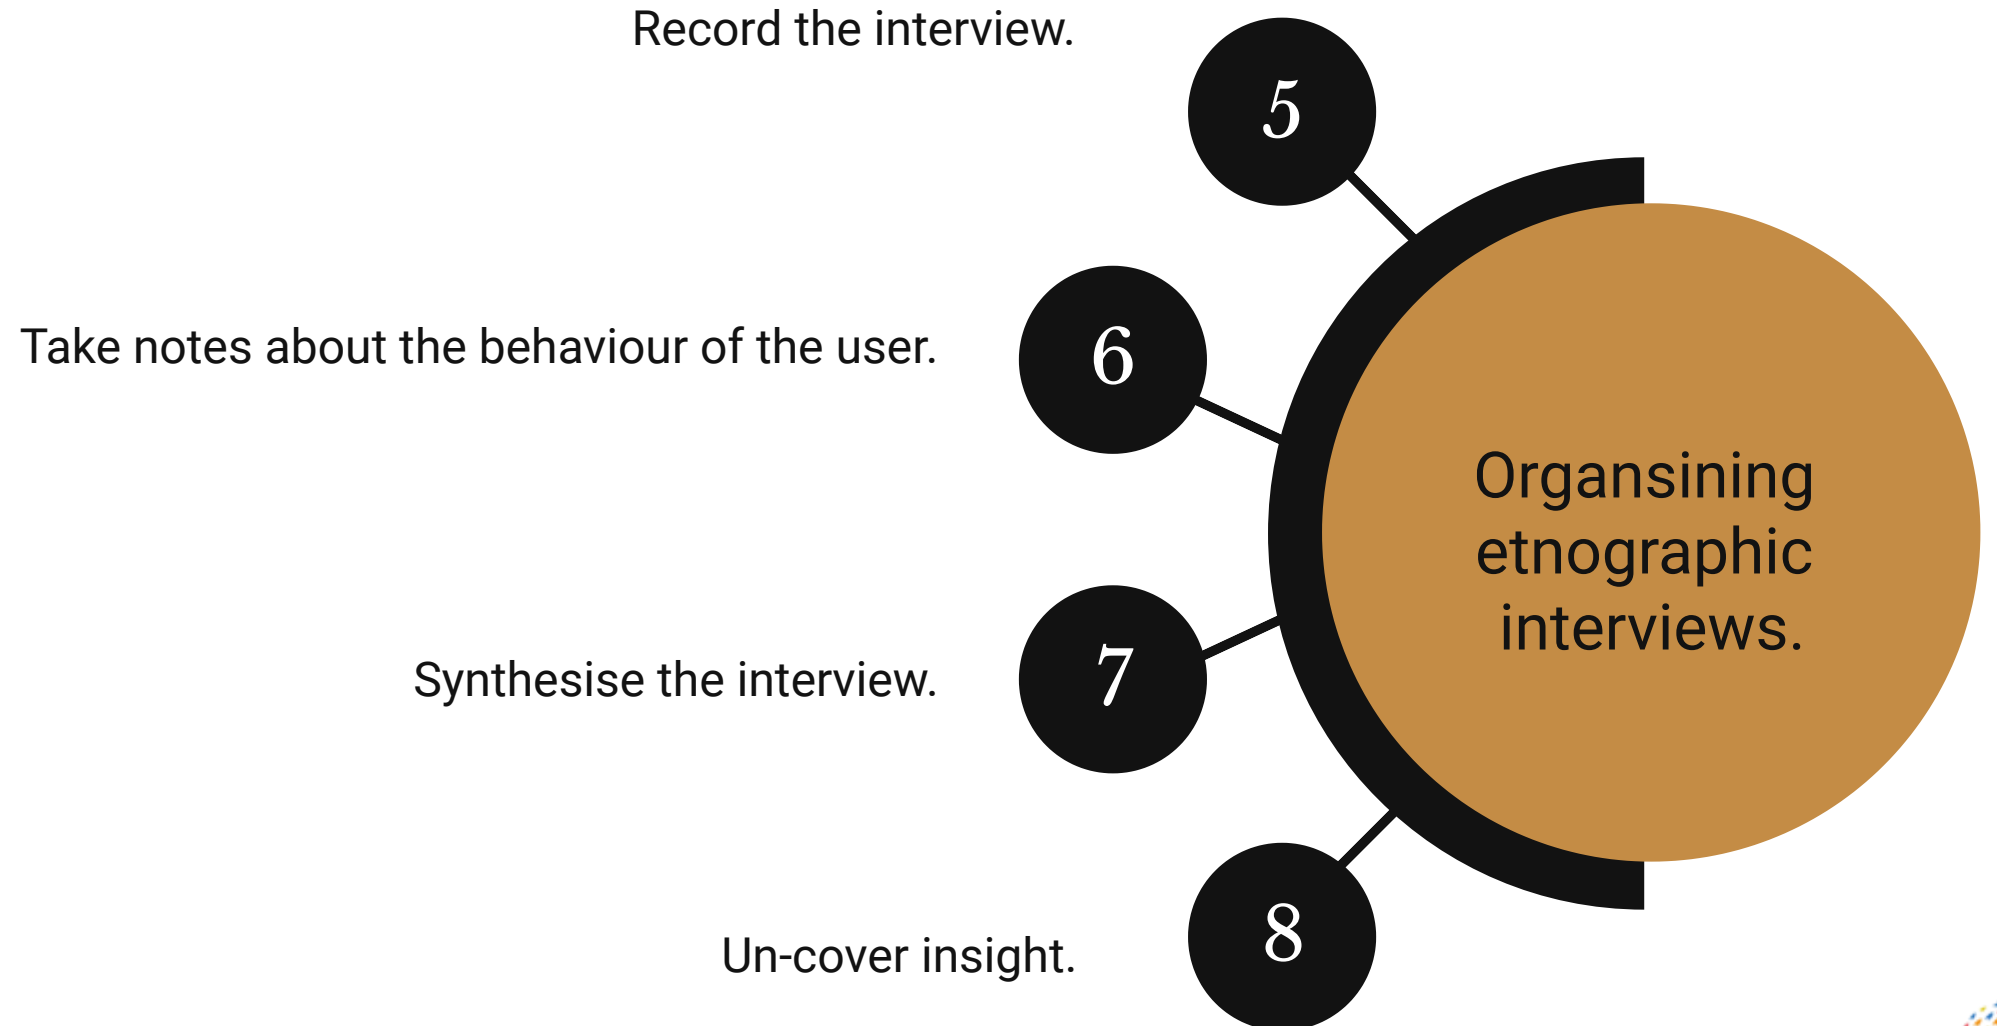 Record the interview.
5
6
Take notes about the behaviour of the user.
Organsining
etnographic
interviews.
7
Synthesise the interview.
8
Un-cover insight.